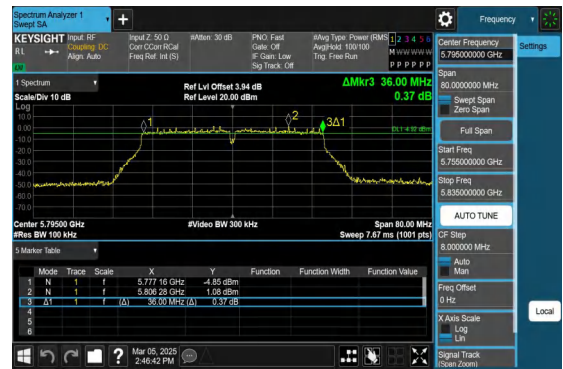 Spectrum Analyzer 1
Swept SA
Frequency
KEYSIGHT
RL
Input: RF
Coupling: DC
Align: Auto
Input Z: 50 Ω
Corr CCorr RCal
Freq Ref: Int (S)
#Atten: 30 dB
PNO: Fast
Gate: Off
IF Gain: Low
Sig Track: Off
#Avg Type: Power (RMS
Avg|Hold: 100/100
Trig: Free Run
1 2 3 4 5 6
M W W W W W
P P P P P P
1 Spectrum
Scale/Div 10 dB
Ref Lvl Offset 3.94 dB
Ref Level 20.00 dBm
ΔMkr3 36.00 MHz
0.37 dB
Log
10.0
0.00
-10.0
-20.0
-30.0
-40.0
-50.0
-60.0
-70.0
1
2
3Δ1
Center 5.79500 GHz
#Res BW 100 kHz
#Video BW 300 kHz
Span 80.00 MHz
Sweep 7.67 ms (1001 pts)
5 Marker Table
Mode Trace Scale X Y Function Function Width Function Value
1 N 1 f 5.777 16 GHz -4.85 dBm
2 N 1 f 5.806 28 GHz 1.08 dBm
3 Δ1 1 f (Δ) 36.00 MHz (Δ) 0.37 dB
4
5
6
Mar 05, 2025
2:46:42 PM
Center Frequency
5.795000000 GHz
Settings
Span
80.0000000 MHz
Swept Span
Zero Span
Full Span
Start Freq
5.755000000 GHz
Stop Freq
5.835000000 GHz
AUTO TUNE
CF Step
8.000000 MHz
Auto
Man
Freq Offset
0 Hz
X Axis Scale
Log
Lin
Local
Signal Track
(Span Zoom)